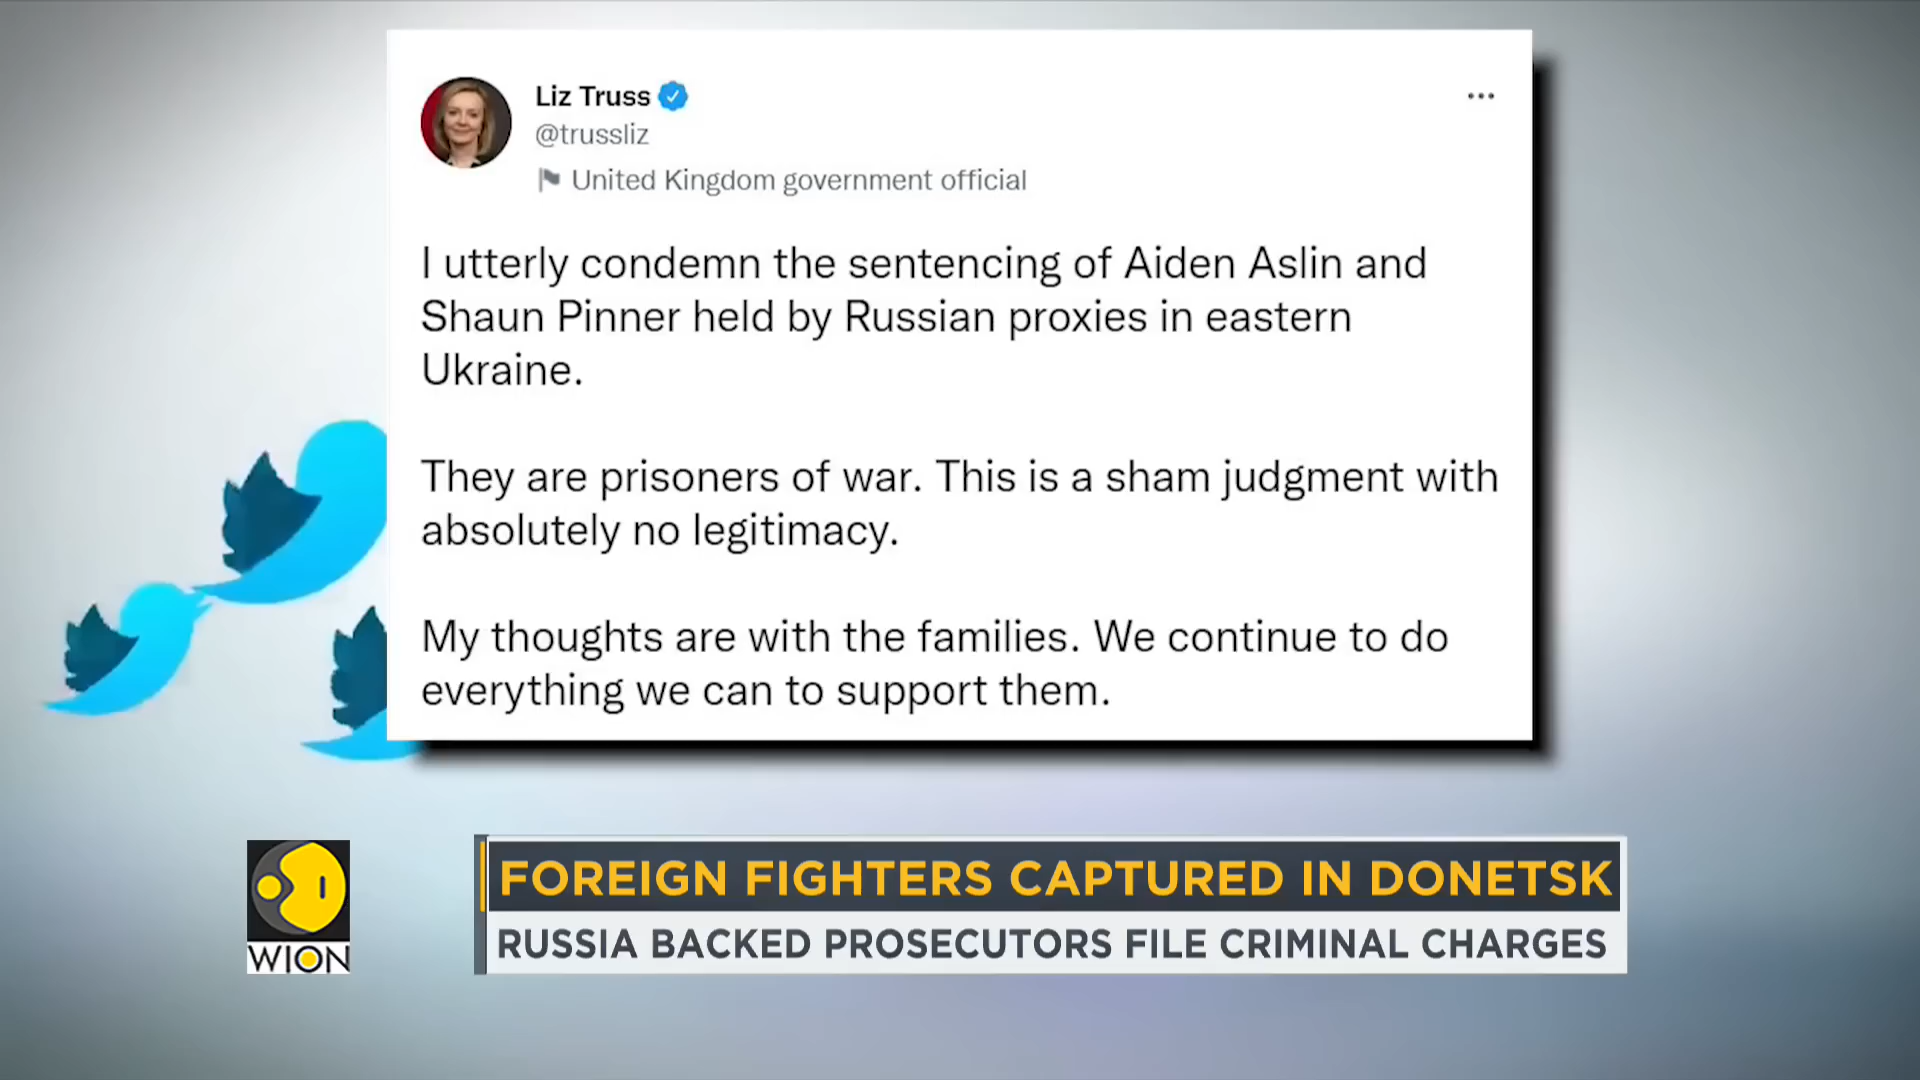 Liz Truss
@trussliz
United Kingdom government official
I utterly condemn the sentencing of Aiden Aslin and
Shaun Pinner held by Russian proxies in eastern
Ukraine.
They are prisoners of war. This is a sham judgment with
absolutely no legitimacy.
My thoughts are with the families. We continue to do
everything we can to support them.
FOREIGN FIGHTERS CAPTURED IN DONETSK
RUSSIA BACKED PROSECUTORS FILE CRIMINAL CHARGES
WION